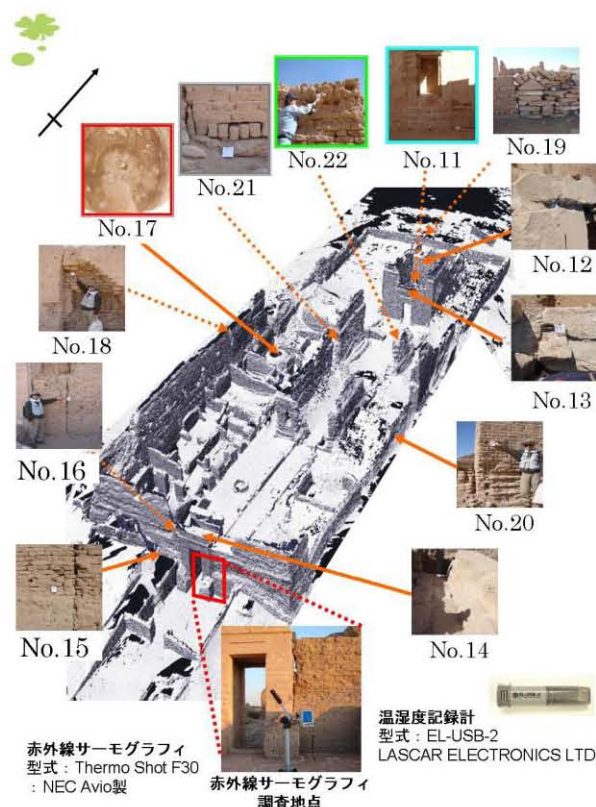 No.17
No.21
No.22
No.11
No.19
No.12
No.18
No.13
No.16
No.20
No.15
No.14
赤外線サーモグラフィ
型式:Thermo Shot F30
:NEC Avio製
赤外線サーモグラフィ
調査地点
温湿度記録計
型式:EL-USB-2
LASCAR ELECTRONICS LTD
EL-USB-2